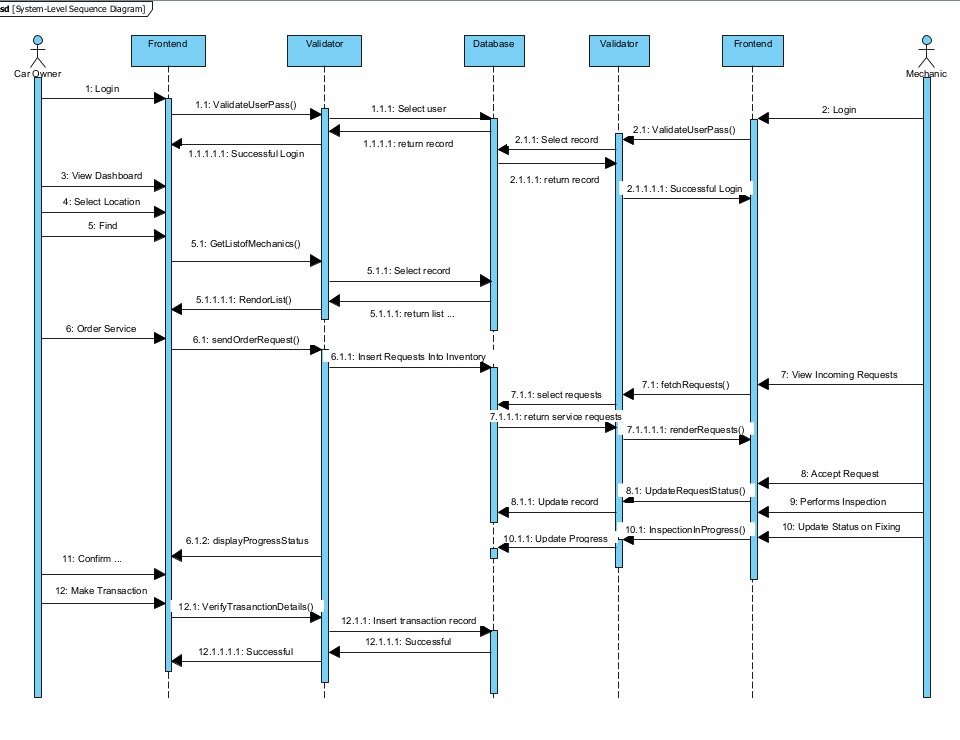 sd [System-Level Sequence Diagram]
Frontend
Validator
Database
Validator
Frontend
Car Owner
Mechanic
1: Login
1.1: ValidateUserPass()
1.1.1: Select user
2: Login
2.1: ValidateUserPass()
2.1.1: Select record
1.1.1.1: return record
1.1.1.1.1: Successful Login
3: View Dashboard
2.1.1.1: return record
2.1.1.1.1: Successful Login
4: Select Location
5: Find
5.1: GetListofMechanics()
5.1.1: Select record
5.1.1.1.1: RendorList()
5.1.1.1: return list ...
6: Order Service
6.1: sendOrderRequest()
6.1.1: Insert Requests Into Inventory
7: View Incoming Requests
7.1: fetchRequests()
7.1.1: select requests
7.1.1.1: return service requests
7.1.1.1.1: renderRequests()
8: Accept Request
8.1: UpdateRequestStatus()
8.1.1: Update record
9: Performs Inspection
10: Update Status on Fixing
10.1: InspectionInProgress()
10.1.1: Update Progress
6.1.2: displayProgressStatus
11: Confirm ...
12: Make Transaction
12.1: VerifyTrasanctionDetails()
12.1.1: Insert transaction record
12.1.1.1: Successful
12.1.1.1.1: Successful